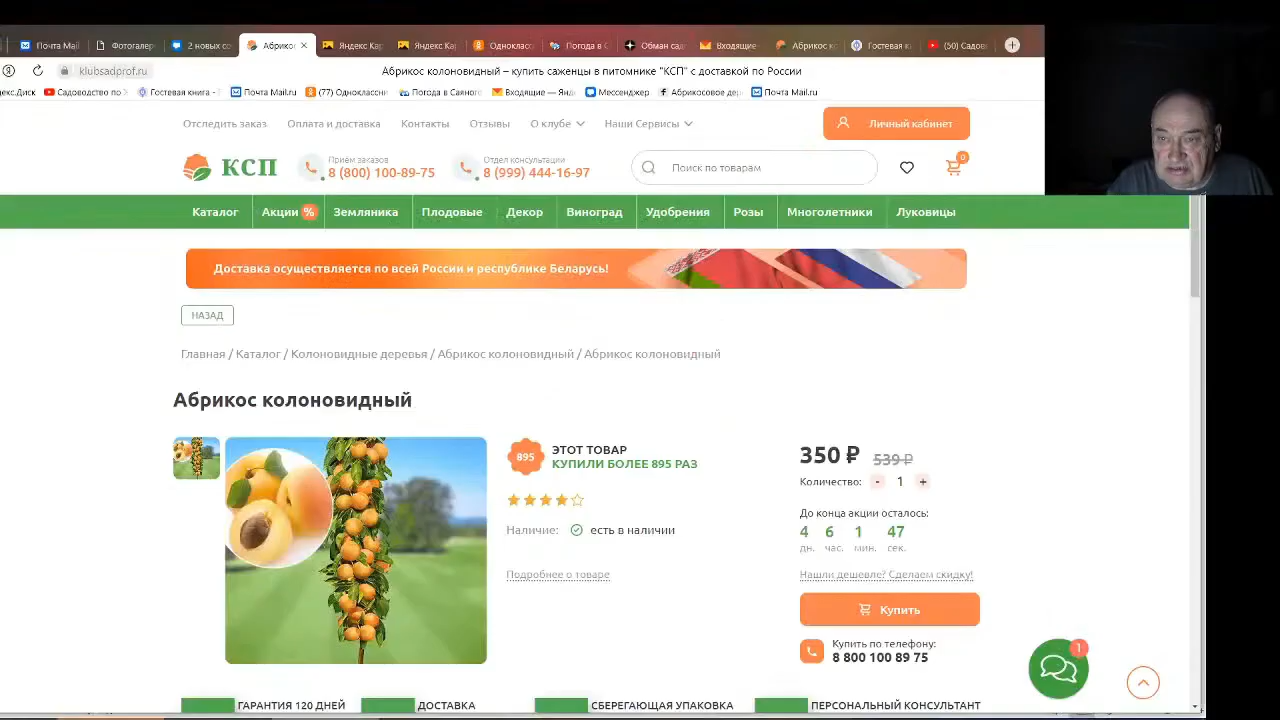 Почта Mail
Фотогалер
2 новых со
Абрикос
Яндекс Кар
Яндекс Кар
Одноклас
Погода в С
Обман сад
Входящие
Абрикос к
Гостевая к
(50) Садов
klubsadprof.ru
Абрикос колоновидный – купить саженцы в питомнике "КСП" с доставкой по России
екс.Диск
Садоводство по
Гостевая книга -
Почта Mail.ru
(77) Одноклассни
Погода в Саяного
Входящие — Янд
Мессенджер
Абрикосовое дер
Почта Mail.ru
Отследить заказ
Оплата и доставка
Контакты
Отзывы
О клубе
Наши Сервисы
Личный кабинет
КСП
Прием заказов
8 (800) 100-89-75
Отдел консультации
8 (999) 444-16-97
Поиск по товарам
0
Каталог
Акции %
Земляника
Плодовые
Декор
Виноград
Удобрения
Розы
Многолетники
Луковицы
Доставка осуществляется по всей России и республике Беларусь!
НАЗАД
Главная / Каталог / Колоновидные деревья / Абрикос колоновидный / Абрикос колоновидный
Абрикос колоновидный
895
ЭТОТ ТОВАР
КУПИЛИ БОЛЕЕ 895 РАЗ
Наличие: есть в наличии
Подробнее о товаре
350 ₽ 539 ₽
Количество: - 1 +
До конца акции осталось:
4 6 1 47
дн. час. мин. сек.
Нашли дешевле? Сделаем скидку!
Купить
Купить по телефону:
8 800 100 89 75
1
ГАРАНТИЯ 120 ДНЕЙ
ДОСТАВКА
СБЕРЕГАЮЩАЯ УПАКОВКА
ПЕРСОНАЛЬНЫЙ КОНСУЛЬТАНТ